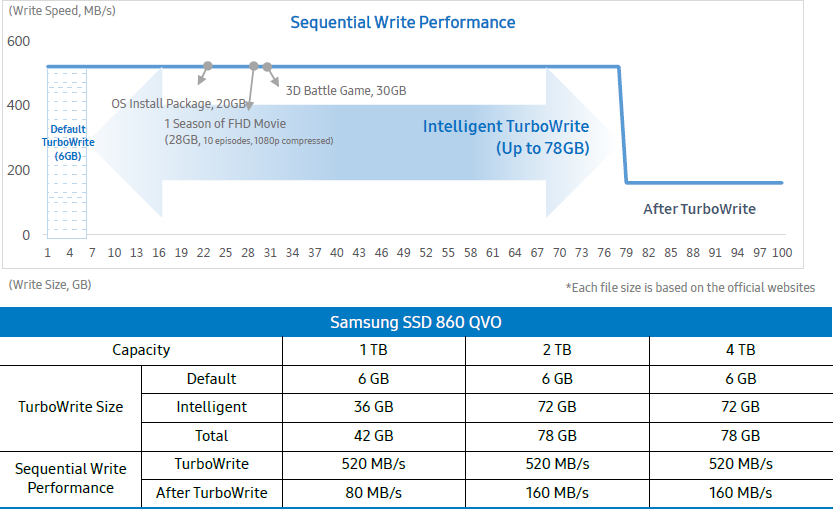 (Write Speed, MB/s)
Sequential Write Performance
600
400
200
0
OS Install Package, 20GB
3D Battle Game, 30GB
1 Season of FHD Movie
(28GB, 10 episodes, 1080p compressed)
Default
TurboWrite
(6GB)
Intelligent TurboWrite
(Up to 78GB)
After TurboWrite
1 4 7 10 13 16 19 22 25 28 31 34 37 40 43 46 49 52 55 58 61 64 67 70 73 76 79 82 85 88 91 94 97 100
(Write Size, GB)
*Each file size is based on the official websites
Samsung SSD 860 QVO
Capacity 1 TB 2 TB 4 TB
TurboWrite Size
Default 6 GB 6 GB 6 GB
Intelligent 36 GB 72 GB 72 GB
Total 42 GB 78 GB 78 GB
Sequential Write
Performance
TurboWrite 520 MB/s 520 MB/s 520 MB/s
After TurboWrite 80 MB/s 160 MB/s 160 MB/s